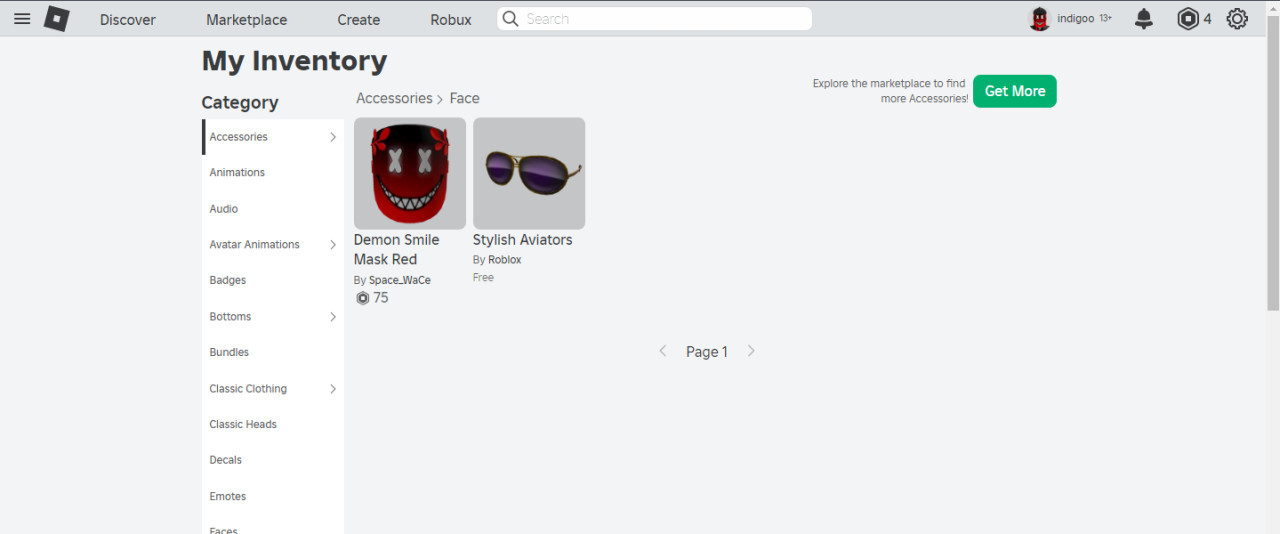 Discover
Marketplace
Create
Robux
Search
indigoo 13+
4
My Inventory
Category
Accessories
Animations
Audio
Avatar Animations
Badges
Bottoms
Bundles
Classic Clothing
Classic Heads
Decals
Emotes
Faces
Accessories > Face
Explore the marketplace to find
more Accessories!
Get More
Demon Smile
Mask Red
By Space_WaCe
75
Stylish Aviators
By Roblox
Free
Page 1